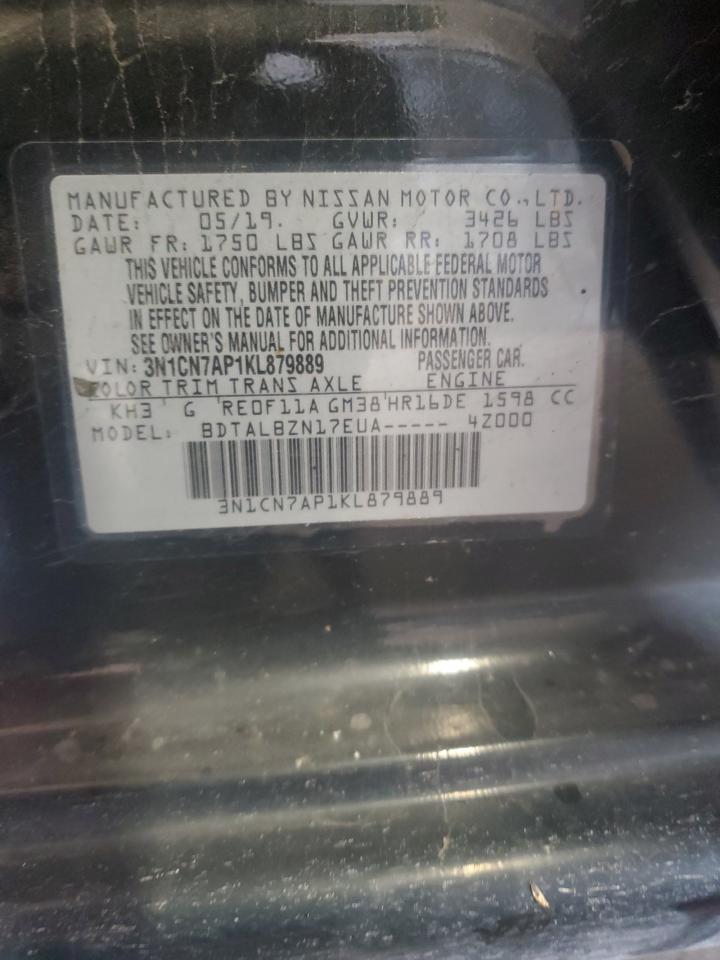 MANUFACTURED BY NISSAN MOTOR CO., LTD.
DATE: 05/19. GVWR: 3426 LBS
GAWR FR: 1750 LBS GAWR RR: 1708 LBS
THIS VEHICLE CONFORMS TO ALL APPLICABLE FEDERAL MOTOR
VEHICLE SAFETY, BUMPER AND THEFT PREVENTION STANDARDS
IN EFFECT ON THE DATE OF MANUFACTURE SHOWN ABOVE.
SEE OWNER'S MANUAL FOR ADDITIONAL INFORMATION.
VIN: 3N1CN7AP1KL879889 PASSENGER CAR.
COLOR TRIM TRANS AXLE ENGINE
KH3 G RE0F11A GM38 HR16DE 1598 CC
MODEL: BDTALBZN17EUA----- 4Z000
3N1CN7AP1KL879889